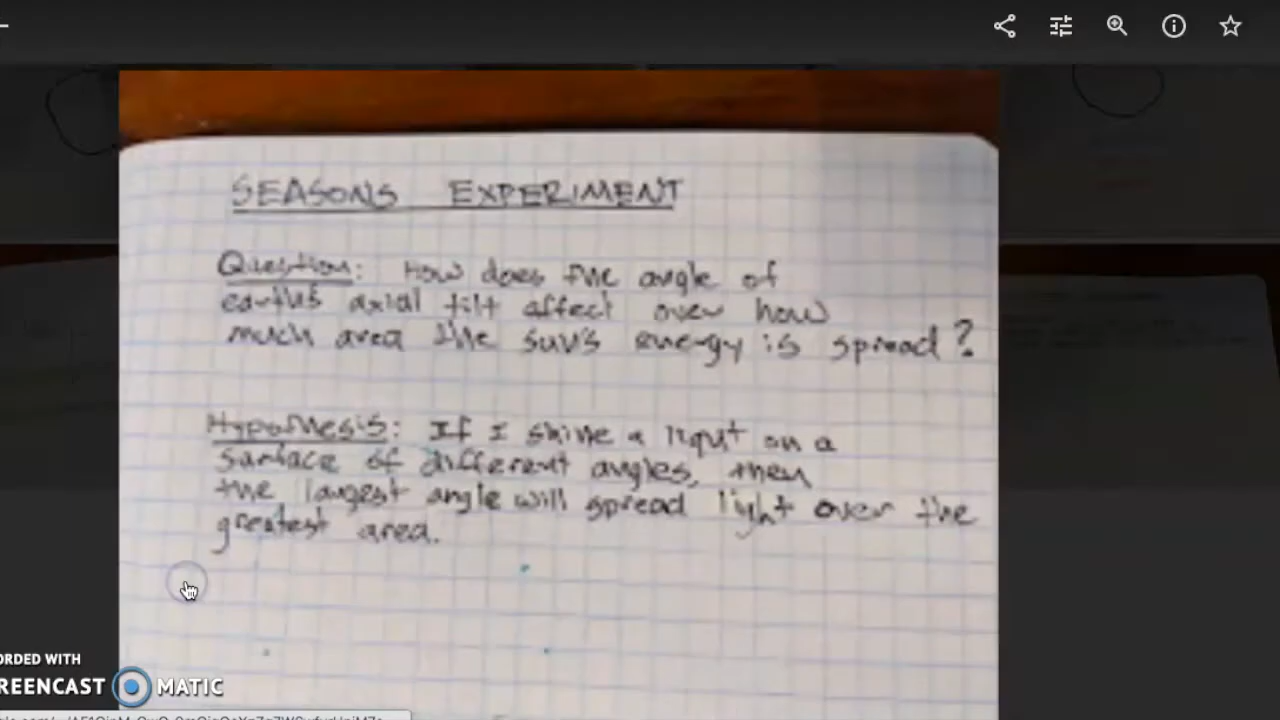 SEASONS EXPERIMENT
Question: How does the angle of
earth's axial tilt affect over how
much area the sun's energy is spread?
Hypothesis: If I shine a light on a
surface of different angles, then
the largest angle will spread light over the
greatest area.
ORDED WITH
REENCAST MATIC